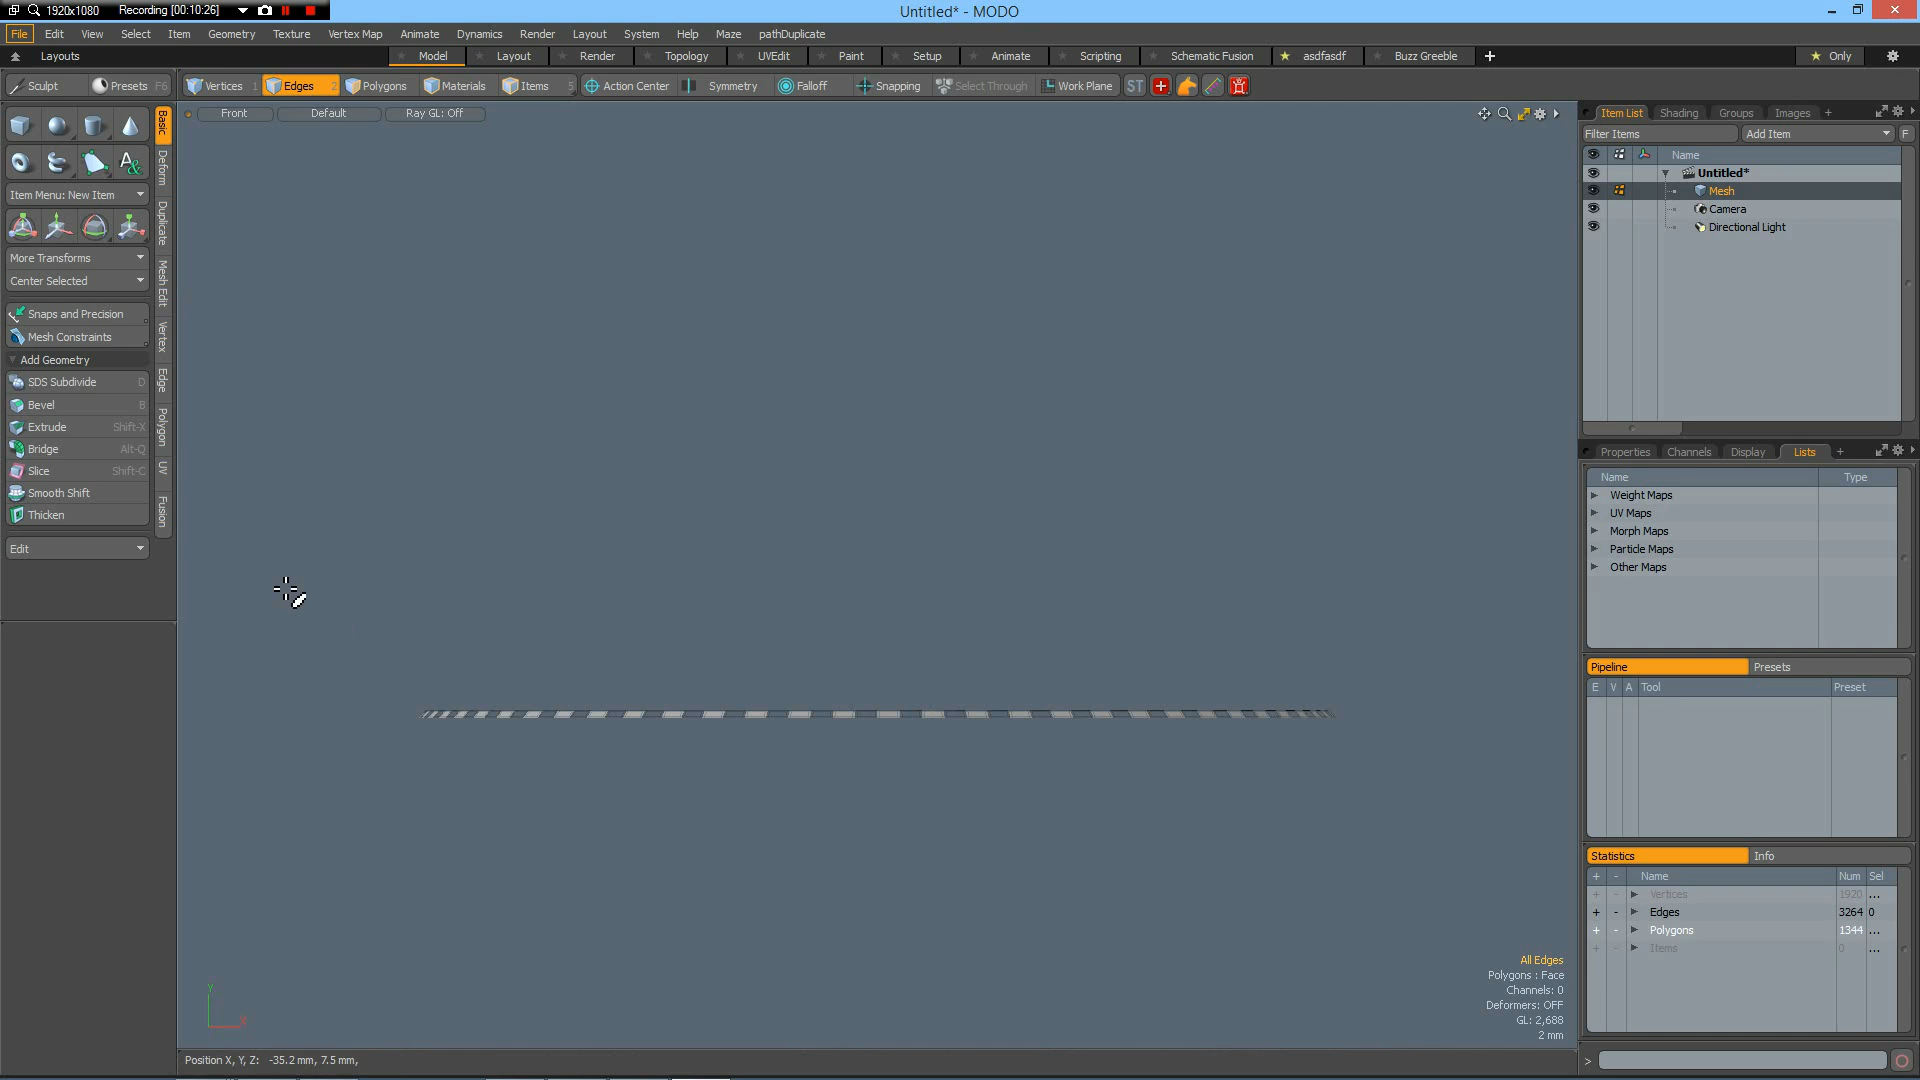 1920x1080 Recording [00:10:26]
Untitled* - MODO
File Edit View Select Item Geometry Texture Vertex Map Animate Dynamics Render Layout System Help Maze pathDuplicate
Layouts Model Layout Render Topology UVEdit Paint Setup Animate Scripting Schematic Fusion asdfasdf Buzz Greeble Only
Sculpt Presets F6 Vertices 1 Edges 2 Polygons Materials Items 5 Action Center Symmetry Falloff Snapping Select Through Work Plane ST
Front Default Ray GL: Off
Item List Shading Groups Images +
Filter Items Add Item F
Name
Untitled*
Mesh
Camera
Directional Light
Basic
Deform
Duplicate
Mesh Edit
Vertex
Edge
Polygon
UV
Fusion
Item Menu: New Item
More Transforms
Center Selected
Snaps and Precision
Mesh Constraints
Add Geometry
SDS Subdivide D
Bevel B
Extrude Shift-X
Bridge Alt-Q
Slice Shift-C
Smooth Shift
Thicken
Edit
Properties Channels Display Lists +
Name Type
Weight Maps
UV Maps
Morph Maps
Particle Maps
Other Maps
Pipeline Presets
E V A Tool Preset
Statistics Info
+ - Name Num Sel
+ - Vertices 1920 ...
+ - Edges 3264 0
+ - Polygons 1344 ...
+ - Items 0 ...
All Edges
Polygons : Face
Channels: 0
Deformers: OFF
GL: 2,688
2 mm
Y
X
Position X, Y, Z: -35.2 mm, 7.5 mm,
>